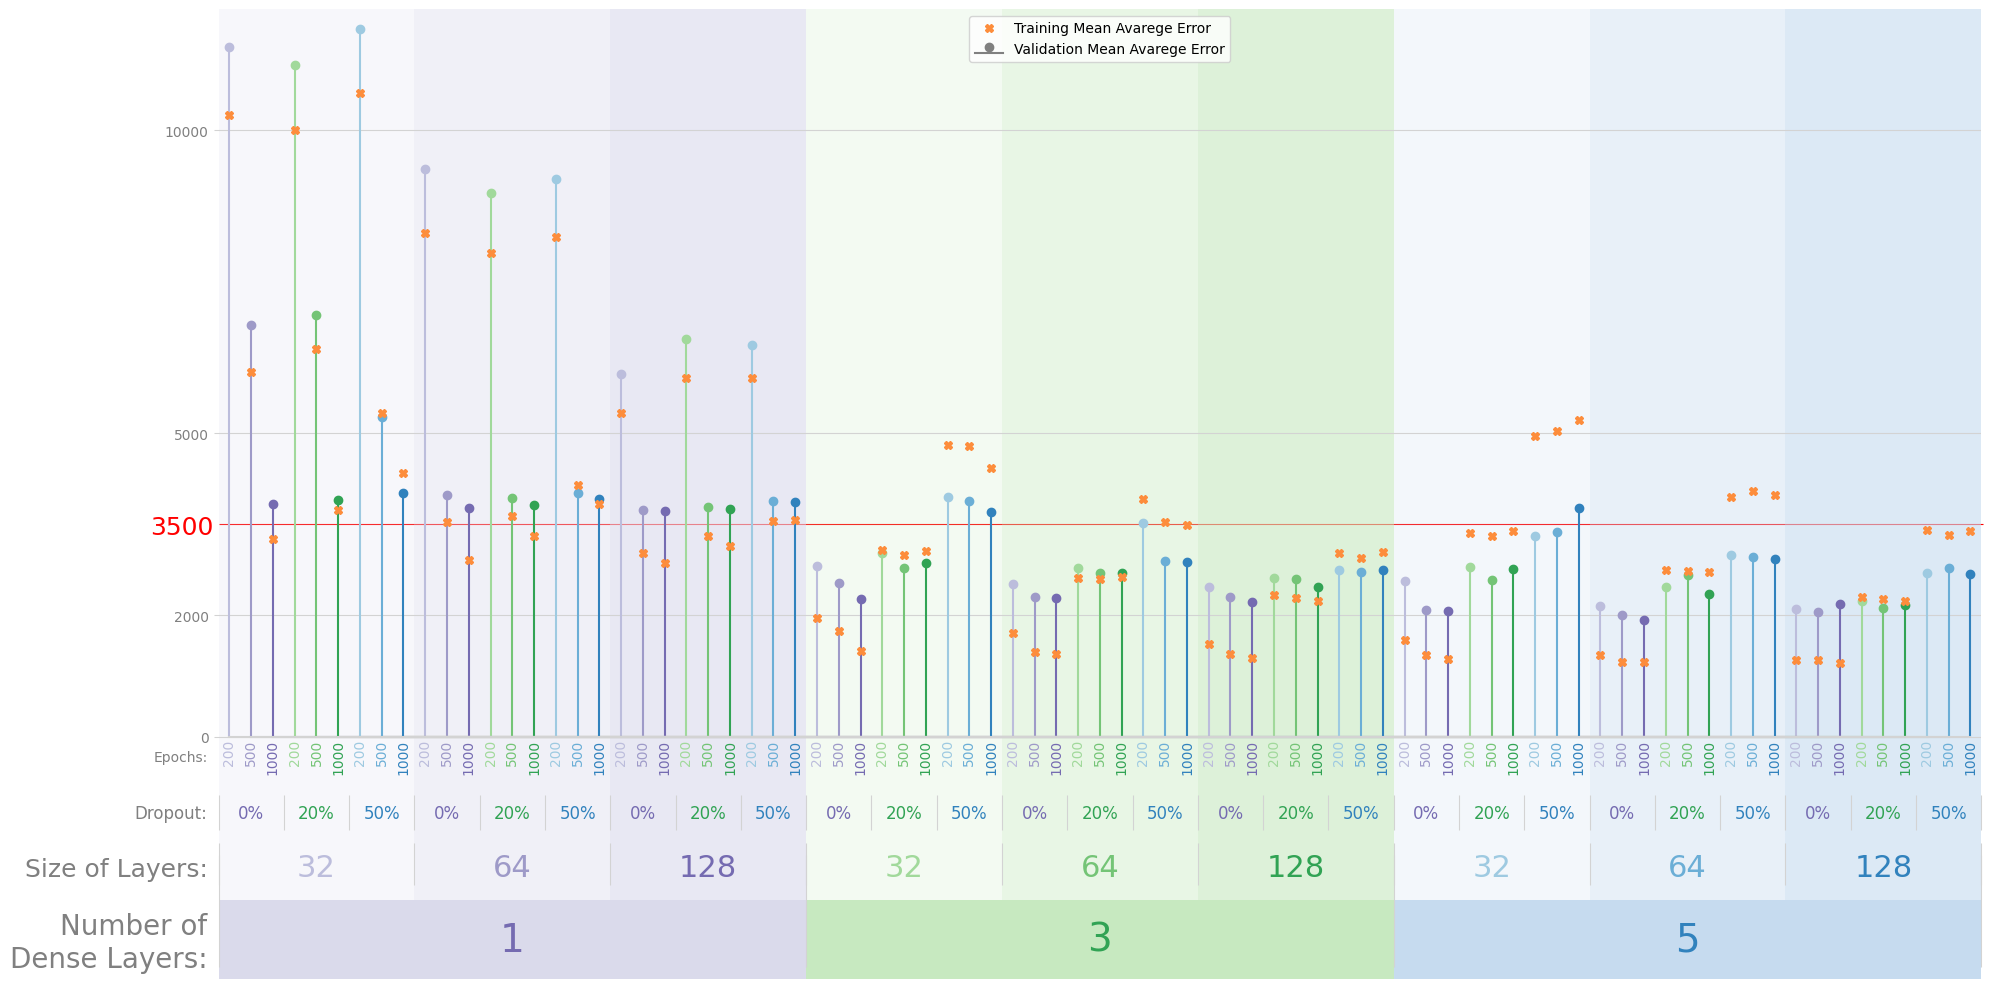 Training Mean Avarege Error
Validation Mean Avarege Error
10000
5000
3500
2000
0
Epochs: 200 500 1000 200 500 1000 200 500 1000 200 500 1000 200 500 1000 200 500 1000 200 500 1000 200 500 1000 200 500 1000 200 500 1000 200 500 1000 200 500 1000 200 500 1000 200 500 1000 200 500 1000 200 500 1000 200 500 1000 200 500 1000 200 500 1000 200 500 1000 200 500 1000 200 500 1000 200 500 1000 200 500 1000 200 500 1000 200 500 1000 200 500 1000
Dropout: 0% 20% 50% 0% 20% 50% 0% 20% 50% 0% 20% 50% 0% 20% 50% 0% 20% 50% 0% 20% 50% 0% 20% 50% 0% 20% 50%
Size of Layers: 32 64 128 32 64 128 32 64 128
Number of
Dense Layers: 1 3 5